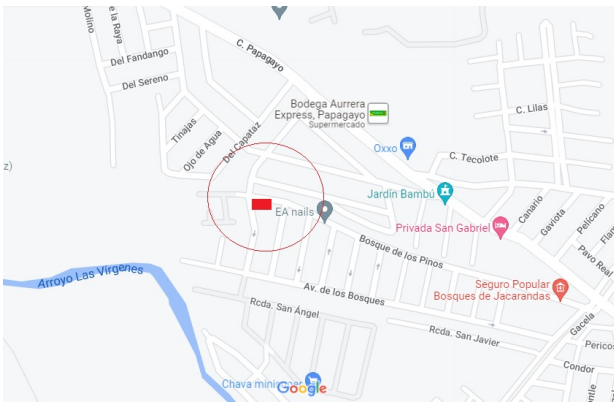 Molino
e la Raya
Del Fandango
Del Sereno
C. Papagayo
Tinajas
Ojo de Agua
Del Capataz
Bodega Aurrera
Express, Papagayo
Supermercado
Oxxo
C. Lilas
C. Tecolote
z)
Jardín Bambú
EA nails
Privada San Gabriel
Canario
Gaviota
Pelícano
Flam
Pavo Real
Bosque de los Pinos
Arroyo Las Vírgenes
Av. de los Bosques
Seguro Popular
Bosques de Jacarandas
Rcda. San Ángel
Rcda. San Javier
Gacela
Pericos
Condor
Chava mini
Google